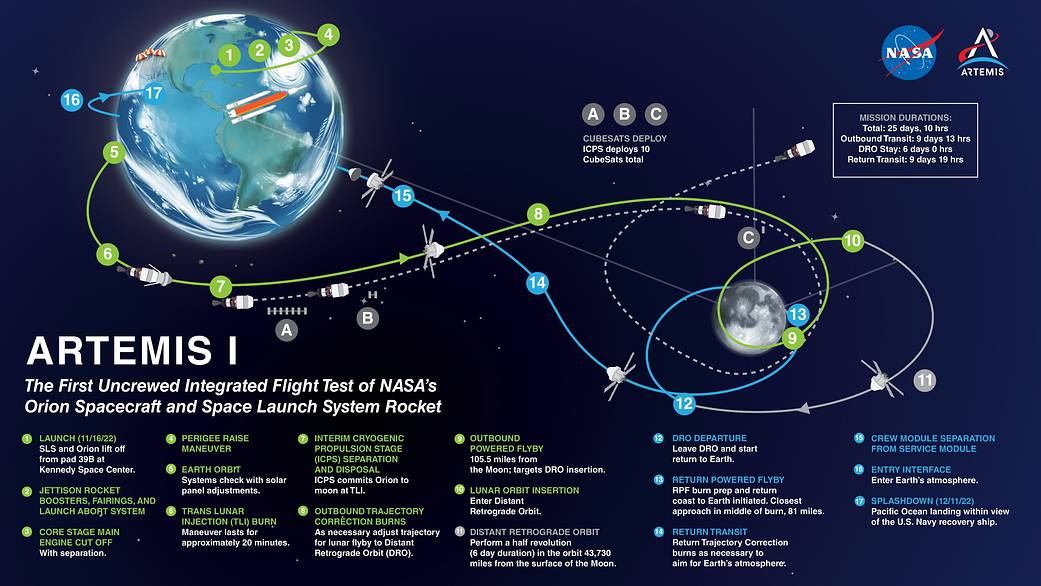 1
2
3
4
NASA
ARTEMIS
16
17
A B C
CUBESATS DEPLOY
ICPS deploys 10
CubeSats total
MISSION DURATIONS:
Total: 25 days, 10 hrs
Outbound Transit: 9 days 13 hrs
DRO Stay: 6 days 0 hrs
Return Transit: 9 days 19 hrs
5
15
8
C
10
6
7
14
A
B
13
9
11
12
ARTEMIS I
The First Uncrewed Integrated Flight Test of NASA's
Orion Spacecraft and Space Launch System Rocket
1 LAUNCH (11/16/22)
SLS and Orion lift off
from pad 39B at
Kennedy Space Center.
2 JETTISON ROCKET
BOOSTERS, FAIRINGS, AND
LAUNCH ABORT SYSTEM
3 CORE STAGE MAIN
ENGINE CUT OFF
With separation.
4 PERIGEE RAISE
MANEUVER
5 EARTH ORBIT
Systems check with solar
panel adjustments.
6 TRANS LUNAR
INJECTION (TLI) BURN
Maneuver lasts for
approximately 20 minutes.
7 INTERIM CRYOGENIC
PROPULSION STAGE
(ICPS) SEPARATION
AND DISPOSAL
ICPS commits Orion to
moon at TLI.
8 OUTBOUND TRAJECTORY
CORRECTION BURNS
As necessary adjust trajectory
for lunar flyby to Distant
Retrograde Orbit (DRO).
9 OUTBOUND
POWERED FLYBY
105.5 miles from
the Moon; targets DRO insertion.
10 LUNAR ORBIT INSERTION
Enter Distant
Retrograde Orbit.
11 DISTANT RETROGRADE ORBIT
Perform a half revolution
(6 day duration) in the orbit 43,730
miles from the surface of the Moon.
12 DRO DEPARTURE
Leave DRO and start
return to Earth.
13 RETURN POWERED FLYBY
RPF burn prep and return
coast to Earth initiated. Closest
approach in middle of burn, 81 miles.
14 RETURN TRANSIT
Return Trajectory Correction
burns as necessary to
aim for Earth's atmosphere.
15 CREW MODULE SEPARATION
FROM SERVICE MODULE
16 ENTRY INTERFACE
Enter Earth's atmosphere.
17 SPLASHDOWN (12/11/22)
Pacific Ocean landing within view
of the U.S. Navy recovery ship.